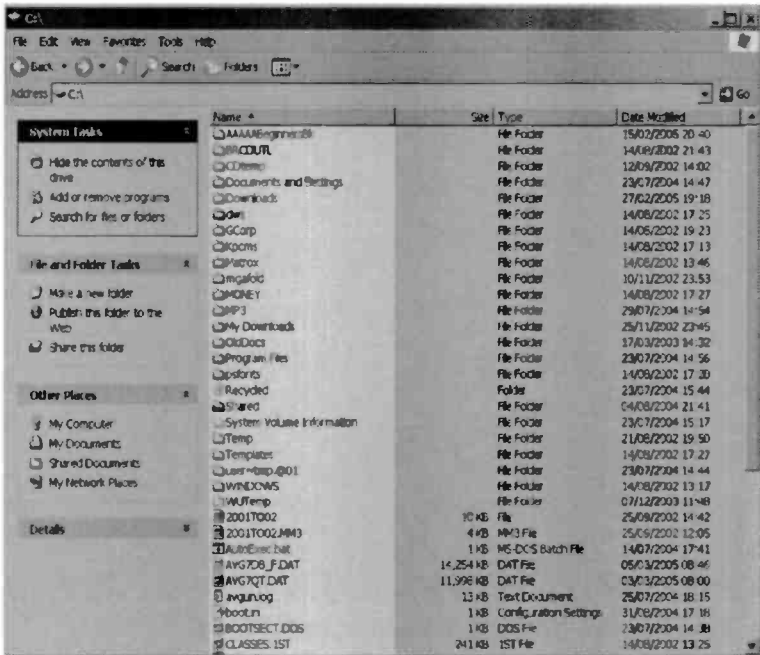 C:\
File Edit View Favorites Tools Help
Back Search Folders
Address C:\ Go
System Tasks
Hide the contents of this drive
Add or remove programs
Search for files or folders
File and Folder Tasks
Make a new folder
Publish this folder to the Web
Share this folder
Other Places
My Computer
My Documents
Shared Documents
My Network Places
Details
Name Size Type Date Modified
File Folder 15/02/2005 20:40
File Folder 14/08/2002 21:43
CDtemp File Folder 12/09/2002 14:02
Documents and Settings File Folder 23/07/2004 14:47
Downloads File Folder 27/02/2005 19:18
File Folder 14/08/2002 17:25
GCorp File Folder 14/06/2002 19:23
Kpcms File Folder 14/08/2002 17:13
Matrox File Folder 14/08/2002 13:46
mgafold File Folder 10/11/2002 23:53
MONEY File Folder 14/08/2002 17:27
MP3 File Folder 29/07/2004 14:54
My Downloads File Folder 25/11/2002 23:45
OldDocs File Folder 17/03/2003 14:32
Program Files File Folder 23/07/2004 14:56
psfonts File Folder 14/08/2002 17:20
Recycled Folder 23/07/2004 15:44
Shared File Folder 04/08/2004 21:41
System Volume Information File Folder 23/07/2004 15:17
Temp File Folder 21/08/2002 19:50
Templates File Folder 14/08/2002 17:27
File Folder 23/07/2004 14:44
WINDOWS File Folder 14/08/2002 13:17
WUTemp File Folder 07/12/2003 11:48
2001TO02 10 KB File 25/09/2002 14:42
2001TO02.MM3 4 KB MM3 File 25/09/2002 12:05
AutoExec.bat 1 KB MS-DOS Batch File 14/07/2004 17:41
AVG7DB_F.DAT 14,254 KB DAT File 05/03/2005 08:46
AVG7QT.DAT 11,996 KB DAT File 03/03/2005 08:00
avgun.log 13 KB Text Document 25/07/2004 18:15
boot.ini 1 KB Configuration Settings 31/08/2004 17:18
BOOTSECT.DOS 1 KB DOS File 23/07/2004 14:38
CLASSES.1ST 241 KB 1ST File 14/08/2002 13:25